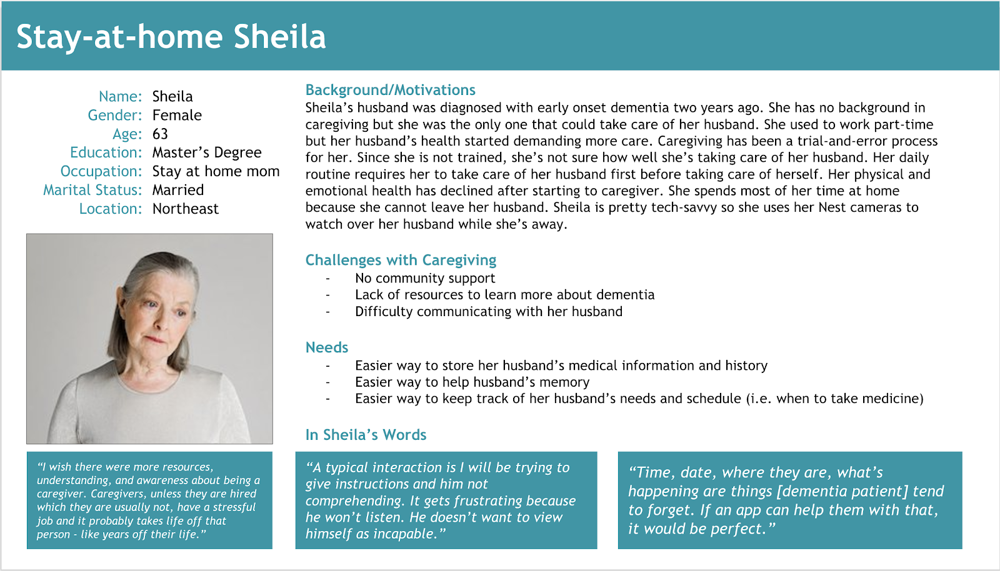 Stay-at-home Sheila
Name: Sheila
Gender: Female
Age: 63
Education: Master’s Degree
Occupation: Stay at home mom
Marital Status: Married
Location: Northeast
Background/Motivations
Sheila’s husband was diagnosed with early onset dementia two years ago. She has no background in
caregiving but she was the only one that could take care of her husband. She used to work part-time
but her husband’s health started demanding more care. Caregiving has been a trial-and-error process
for her. Since she is not trained, she’s not sure how well she’s taking care of her husband. Her daily
routine requires her to take care of her husband first before taking care of herself. Her physical and
emotional health has declined after starting to caregiver. She spends most of her time at home
because she cannot leave her husband. Sheila is pretty tech-savvy so she uses her Nest cameras to
watch over her husband while she’s away.
Challenges with Caregiving
- No community support
- Lack of resources to learn more about dementia
- Difficulty communicating with her husband
Needs
- Easier way to store her husband’s medical information and history
- Easier way to help husband’s memory
- Easier way to keep track of her husband’s needs and schedule (i.e. when to take medicine)
In Sheila’s Words
“I wish there were more resources,
understanding, and awareness about being a
caregiver. Caregivers, unless they are hired
which they are usually not, have a stressful
job and it probably takes life off that
person - like years off their life.”
“A typical interaction is I will be trying to
give instructions and him not
comprehending. It gets frustrating because
he won’t listen. He doesn’t want to view
himself as incapable.”
“Time, date, where they are, what’s
happening are things [dementia patient] tend
to forget. If an app can help them with that,
it would be perfect.”